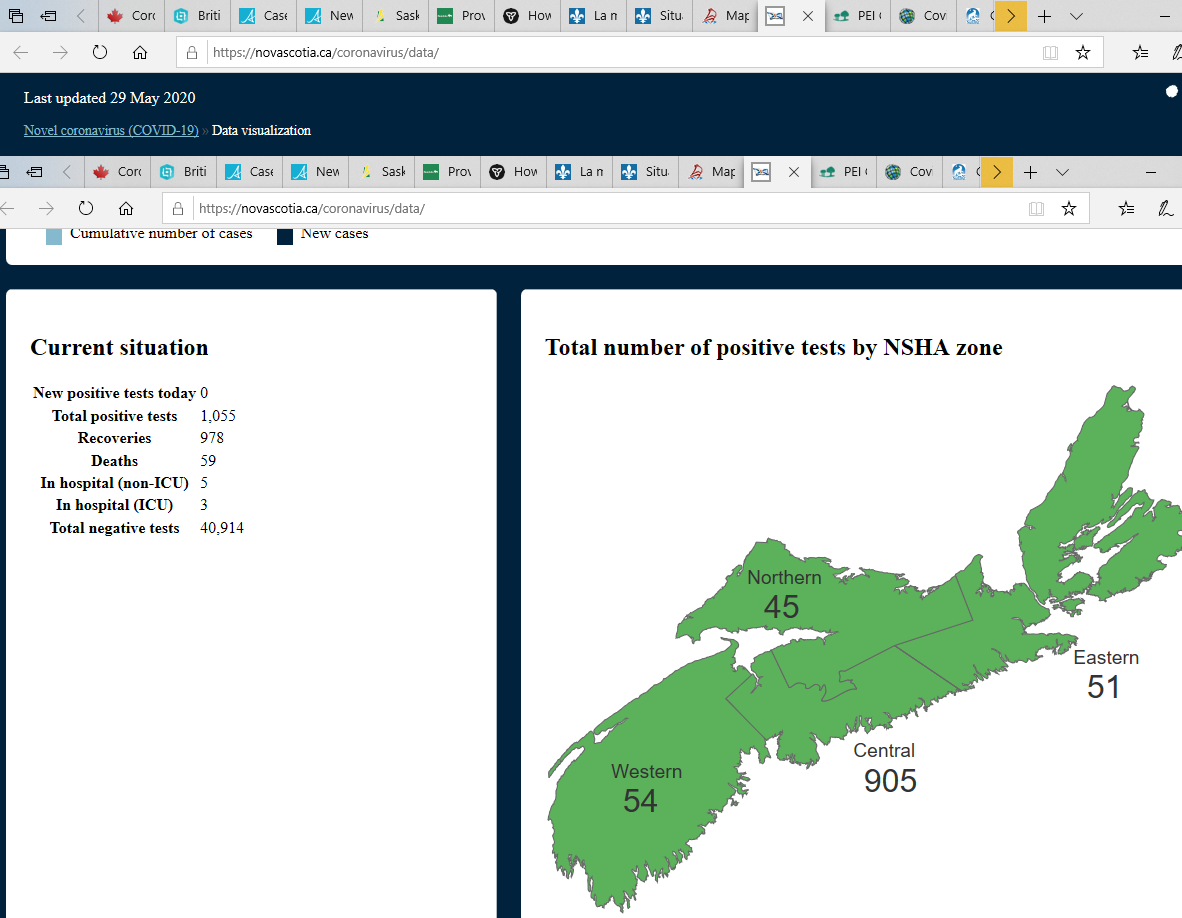 Corc
Briti
Case
New
Sask
Prov
How
La n
Situ
Map
PEI (
Cov
https://novascotia.ca/coronavirus/data/
Last updated 29 May 2020
Novel coronavirus (COVID-19) » Data visualization
Corc
Briti
Case
New
Sask
Prov
How
La n
Situ
Map
PEI (
Cov
https://novascotia.ca/coronavirus/data/
Cumulative number of cases New cases
Current situation
New positive tests today 0
Total positive tests 1,055
Recoveries 978
Deaths 59
In hospital (non-ICU) 5
In hospital (ICU) 3
Total negative tests 40,914
Total number of positive tests by NSHA zone
Northern
45
Eastern
51
Central
905
Western
54